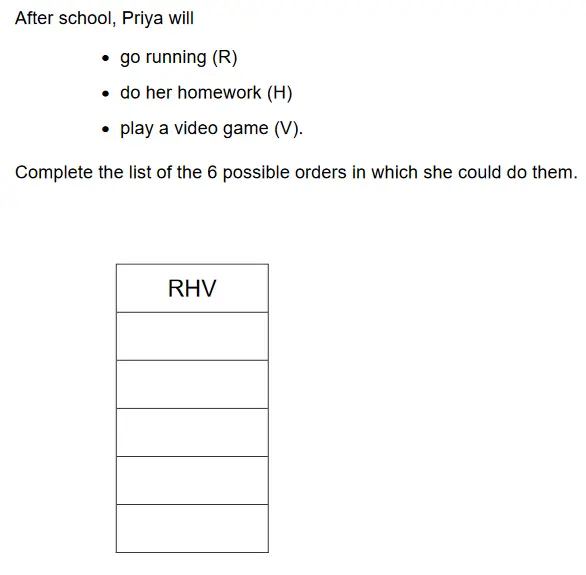 After school, Priya will
• go running (R)
• do her homework (H)
• play a video game (V).
Complete the list of the 6 possible orders in which she could do them.
RHV